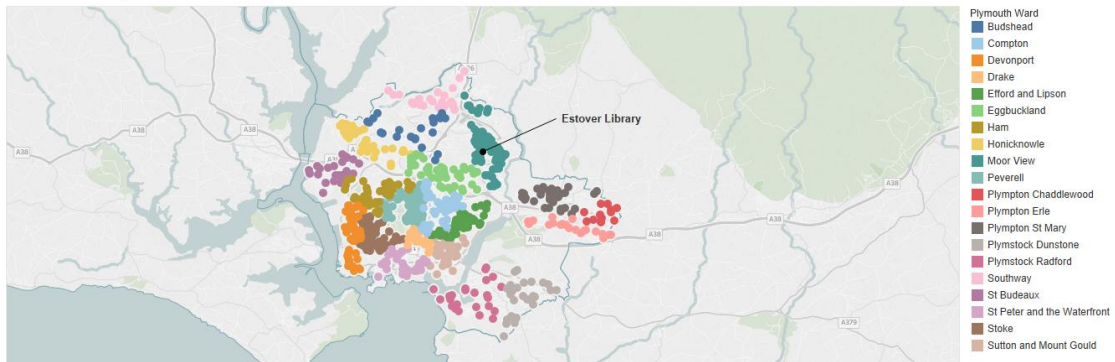 Plymouth Ward
Budshead
Compton
Devonport
Drake
Efford and Lipson
Eggbuckland
Ham
Honicknowle
Moor View
Peverell
Plympton Chaddlewood
Plympton Erle
Plympton St Mary
Plymstock Dunstone
Plymstock Radford
Southway
St Budeaux
St Peter and the Waterfront
Stoke
Sutton and Mount Gould
Estover Library
A38
A38
A38
A38
A38
A38
A38
A379